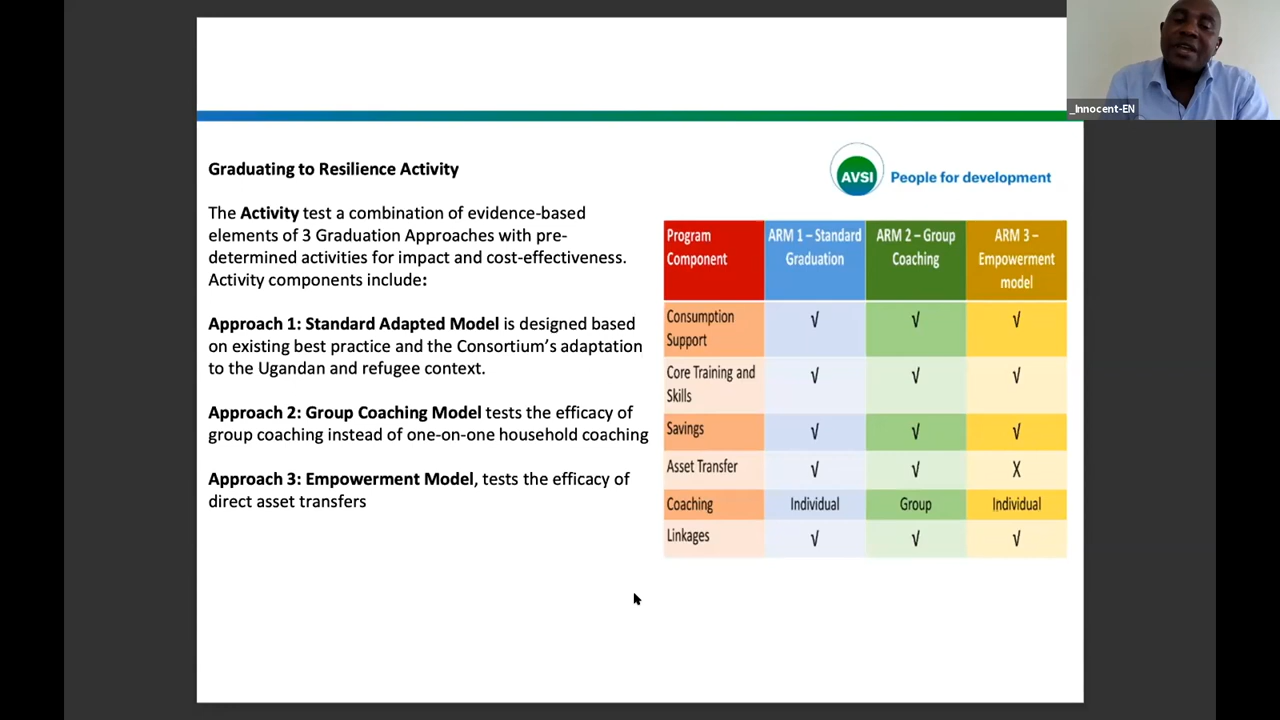 _Innocent-EN
Graduating to Resilience Activity
AVSI
People for development
The Activity test a combination of evidence-based
elements of 3 Graduation Approaches with pre-
determined activities for impact and cost-effectiveness.
Activity components include:
Approach 1: Standard Adapted Model is designed based
on existing best practice and the Consortium's adaptation
to the Ugandan and refugee context.
Approach 2: Group Coaching Model tests the efficacy of
group coaching instead of one-on-one household coaching
Approach 3: Empowerment Model, tests the efficacy of
direct asset transfers
Program
Component
ARM 1 – Standard
Graduation
ARM 2 – Group
Coaching
ARM 3 –
Empowerment
model
Consumption
Support
√ √ √
Core Training and
Skills
√ √ √
Savings √ √ √
Asset Transfer √ √ X
Coaching Individual Group Individual
Linkages √ √ √